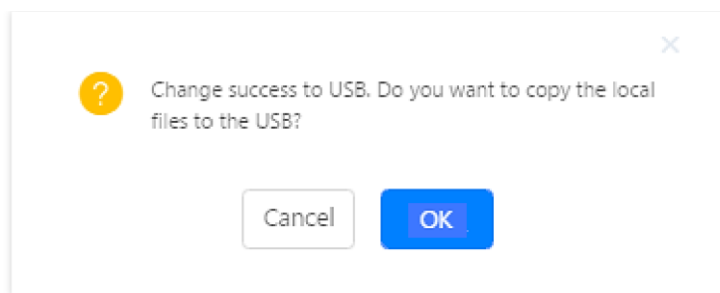 Change success to USB. Do you want to copy the local
files to the USB?
Cancel
OK